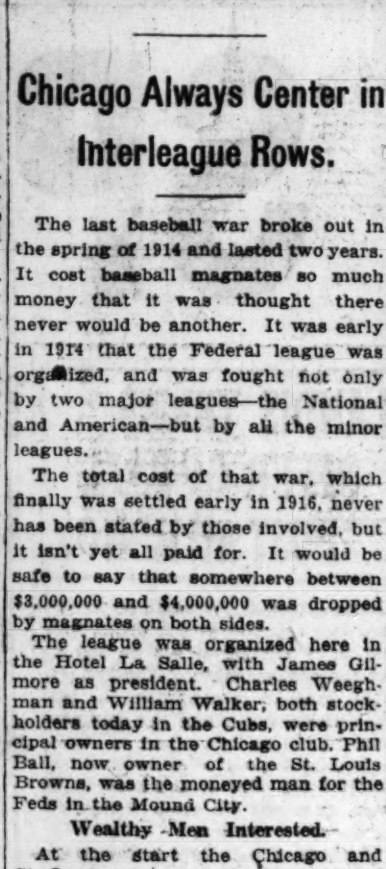 Chicago Always Center in
Interleague Rows.
The last baseball war broke out in
the spring of 1914 and lasted two years.
It cost baseball magnates so much
money that it was thought there
never would be another. It was early
in 1914 that the Federal league was
organized, and was fought not only
by two major leagues—the National
and American—but by all the minor
leagues.
The total cost of that war, which
finally was settled early in 1916, never
has been stated by those involved, but
it isn't yet all paid for. It would be
safe to say that somewhere between
$3,000,000 and $4,000,000 was dropped
by magnates on both sides.
The league was organized here in
the Hotel La Salle, with James Gil-
more as president. Charles Weegh-
man and William Walker, both stock-
holders today in the Cubs, were prin-
cipal owners in the Chicago club. Phil
Ball, now owner of the St. Louis
Browns, was the moneyed man for the
Feds in the Mound City.
Wealthy Men Interested.
At the start the Chicago and